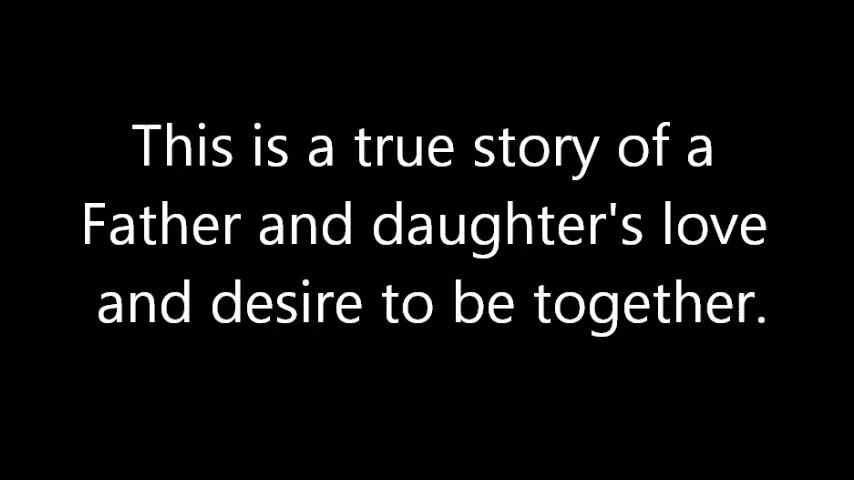 This is a true story of a
Father and daughter's love
and desire to be together.